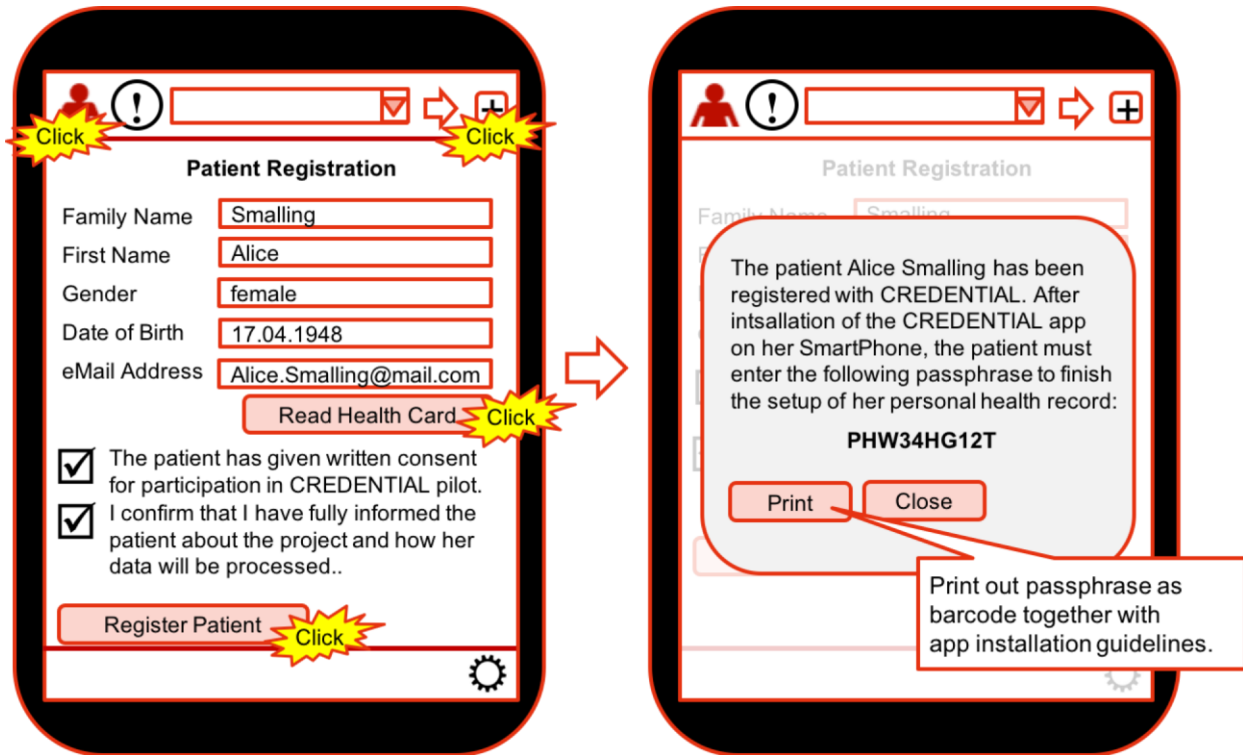 Click
Click
Patient Registration
Family Name Smalling
First Name Alice
Gender female
Date of Birth 17.04.1948
eMail Address Alice.Smalling@mail.com
Read Health Card
Click
The patient has given written consent
for participation in CREDENTIAL pilot.
I confirm that I have fully informed the
patient about the project and how her
data will be processed..
Register Patient
Click
Patient Registration
Family Name Smalling
The patient Alice Smalling has been
registered with CREDENTIAL. After
intsallation of the CREDENTIAL app
on her SmartPhone, the patient must
enter the following passphrase to finish
the setup of her personal health record:
PHW34HG12T
Print
Close
Print out passphrase as
barcode together with
app installation guidelines.